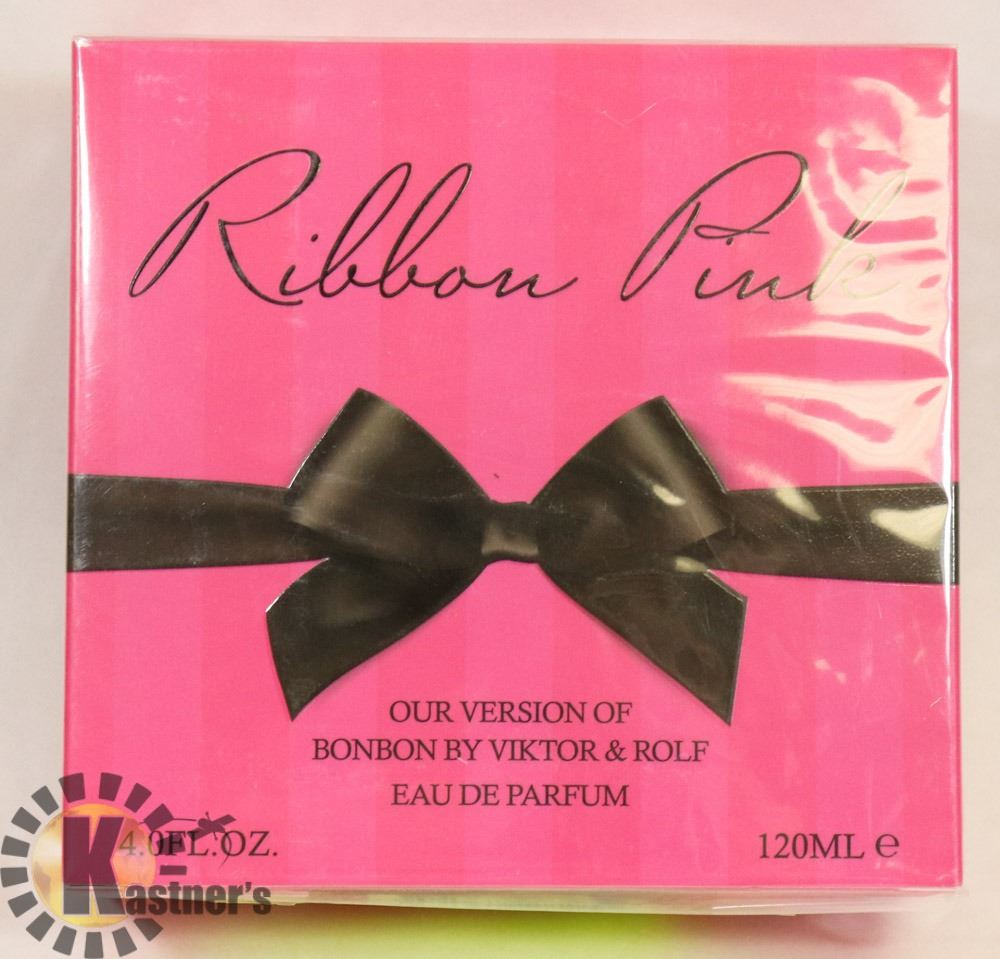 Ribbon Pink
OUR VERSION OF
BONBON BY VIKTOR & ROLF
EAU DE PARFUM
4.0FL.OZ.
120ML ℮
Kastner's